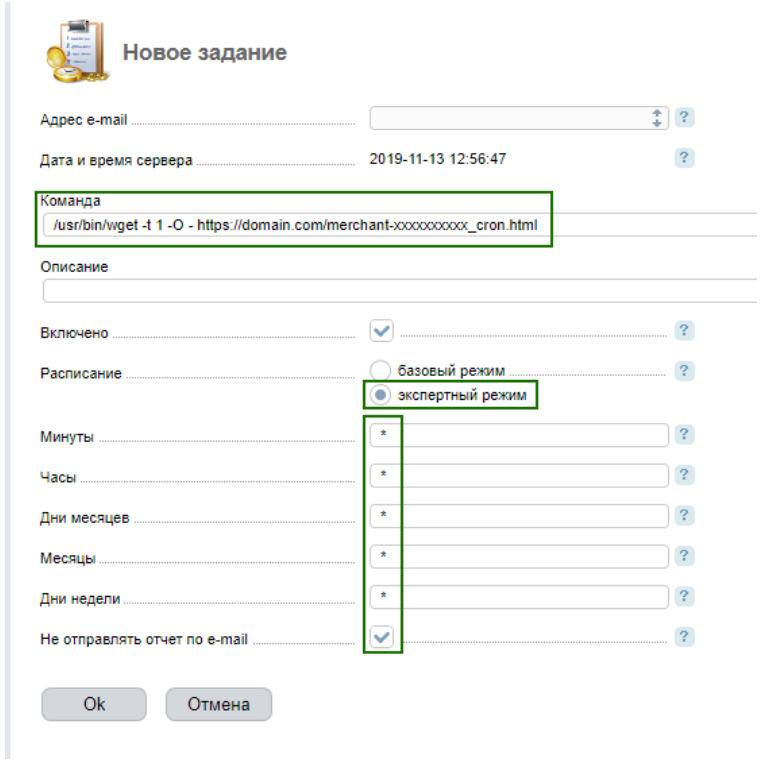 Новое задание
Адрес e-mail
?
Дата и время сервера 2019-11-13 12:56:47 ?
Команда
/usr/bin/wget -t 1 -O - https://domain.com/merchant-xxxxxxxxxx_cron.html
Описание
Включено ?
Расписание базовый режим ?
экспертный режим
Минуты * ?
Часы * ?
Дни месяцев * ?
Месяцы * ?
Дни недели * ?
Не отправлять отчет по e-mail ?
Ok Отмена